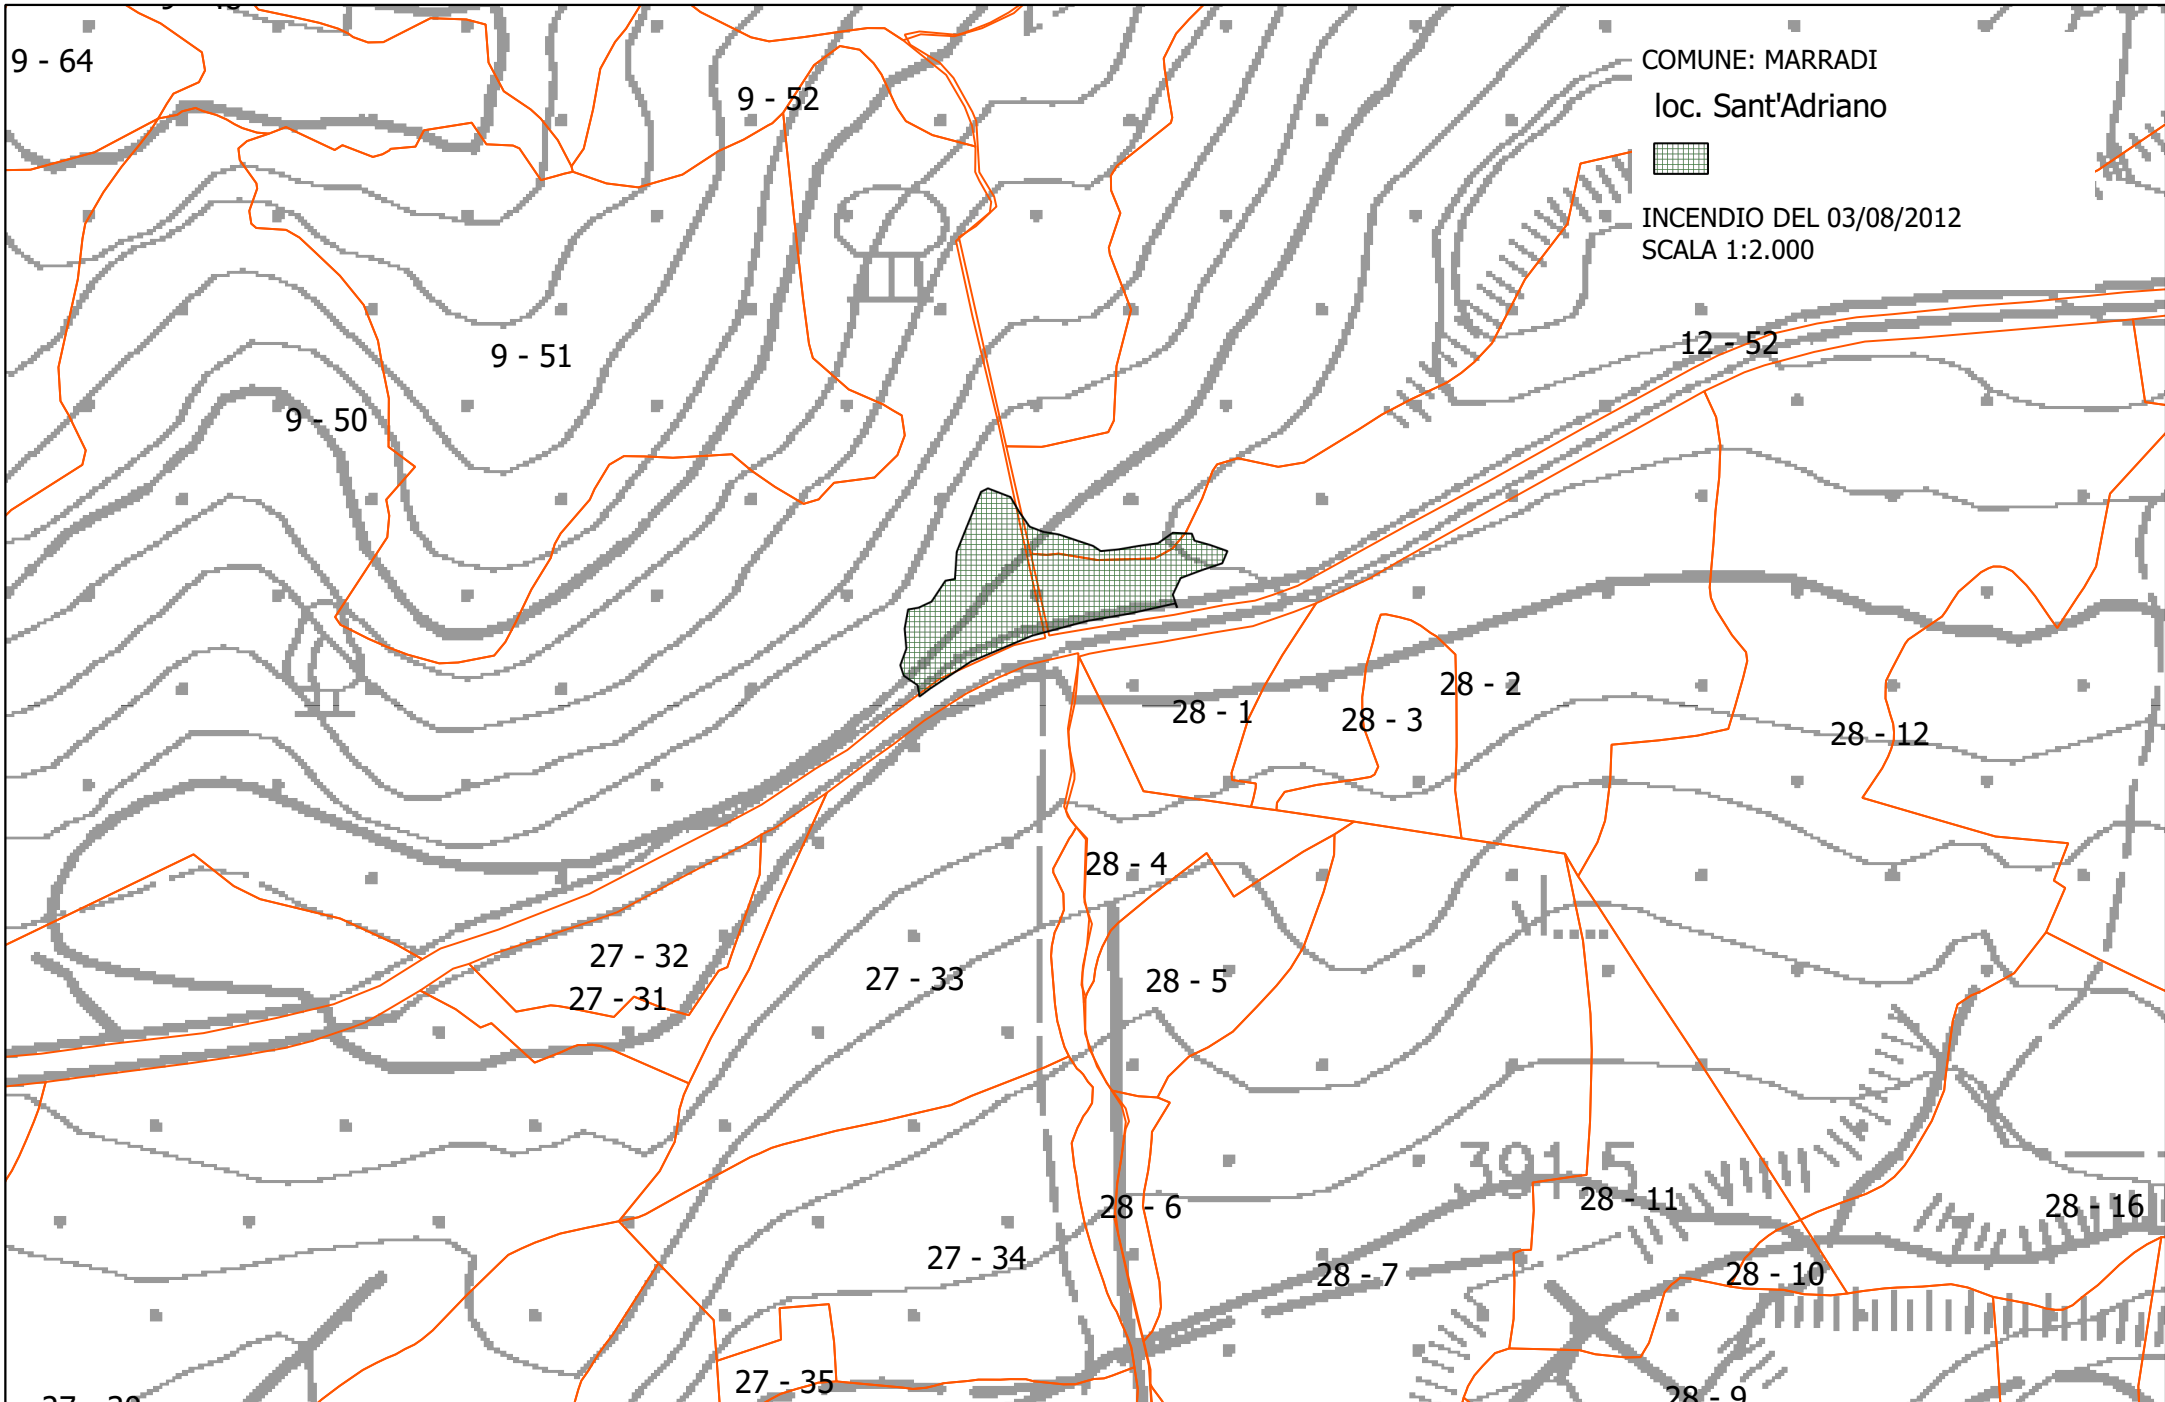 9 - 64
9 - 52
COMUNE: MARRADI
loc. Sant'Adriano
INCENDIO DEL 03/08/2012
SCALA 1:2.000
12 - 52
9 - 51
9 - 50
28 - 2
28 - 1
28 - 3
28 - 12
28 - 4
27 - 32
27 - 33
28 - 5
27 - 31
391.5
28 - 11
28 - 6
28 - 16
27 - 34
28 - 7
28 - 10
27 - 35
28 - 9